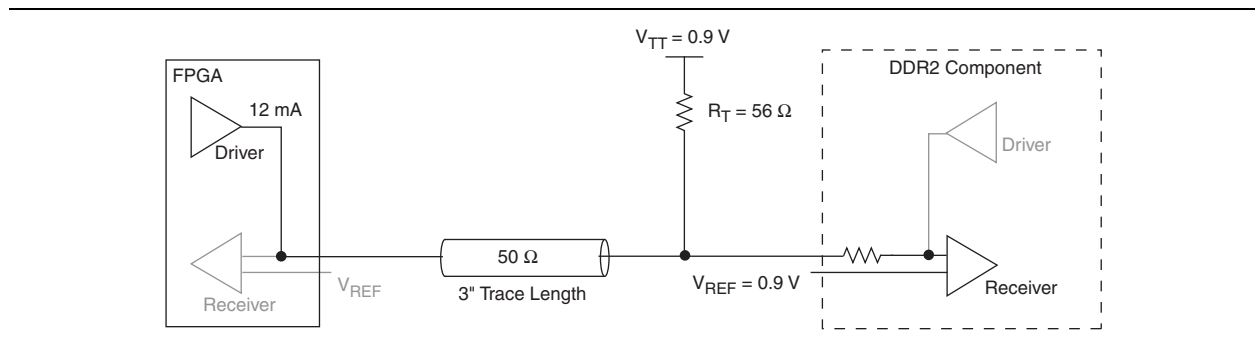 V_TT = 0.9 V
FPGA
DDR2 Component
12 mA
R_T = 56 Ω
Driver
Driver
50 Ω
V_REF
V_REF = 0.9 V
Receiver
3" Trace Length
Receiver